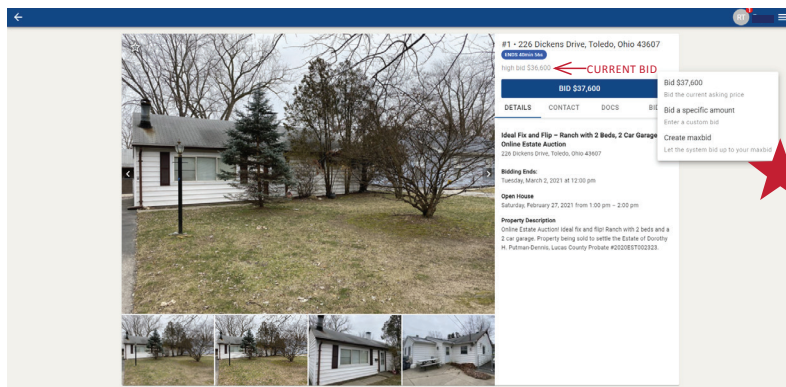 RT
#1 • 226 Dickens Drive, Toledo, Ohio 43607
ENDS 40min 54s
high bid $36,600
CURRENT BID
BID $37,600
DETAILS CONTACT DOCS
Bid $37,600
Bid the current asking price
Bid a specific amount
Enter a custom bid
Create maxbid
Let the system bid up to your maxbid
Ideal Fix and Flip – Ranch with 2 Beds, 2 Car Garage
Online Estate Auction
226 Dickens Drive, Toledo, Ohio 43607
Bidding Ends:
Tuesday, March 2, 2021 at 12:00 pm
Open House
Saturday, February 27, 2021 from 1:00 pm – 2:00 pm
Property Description
Online Estate Auction! Ideal fix and flip! Ranch with 2 beds and a
2 car garage. Property being sold to settle the Estate of Dorothy
H. Putman-Dennis, Lucas County Probate #2020EST002323.